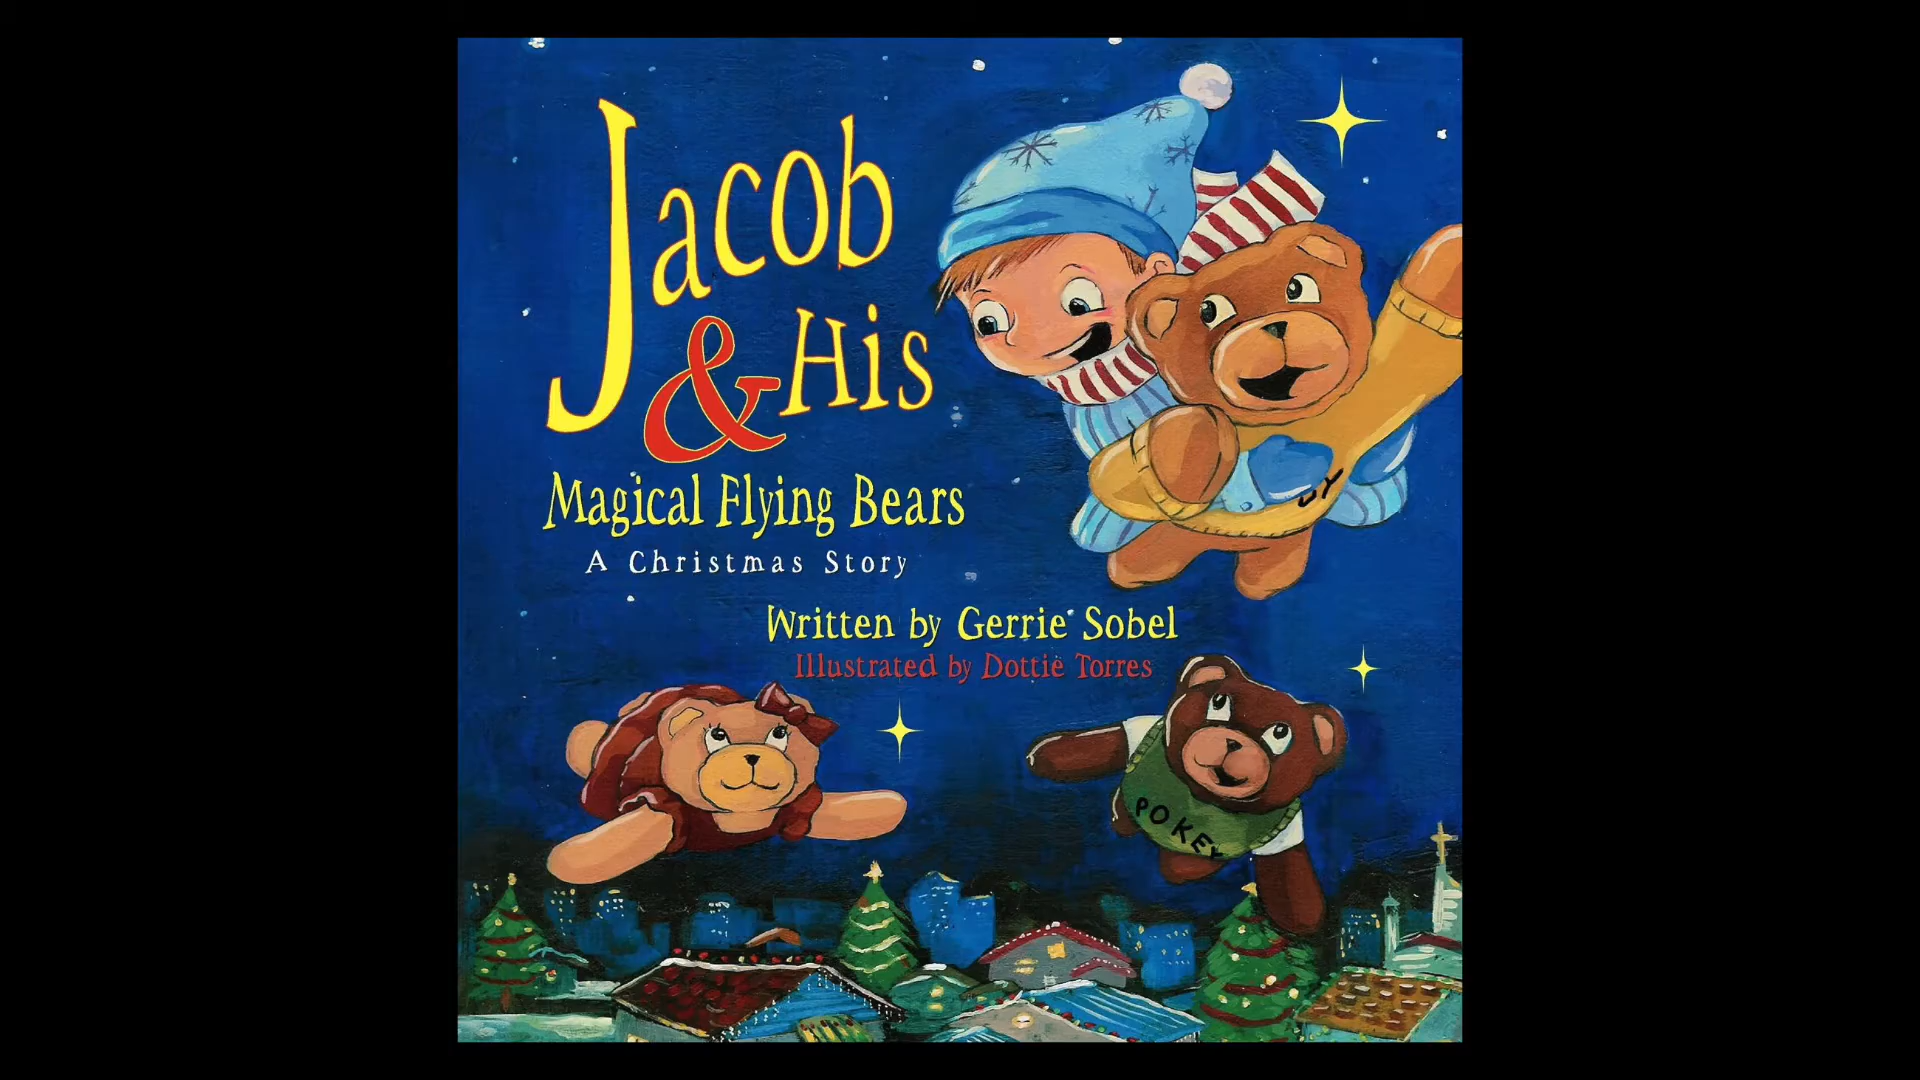 Jacob
& His
Magical Flying Bears
A Christmas Story
Written by Gerrie Sobel
Illustrated by Dottie Torres
POKEY